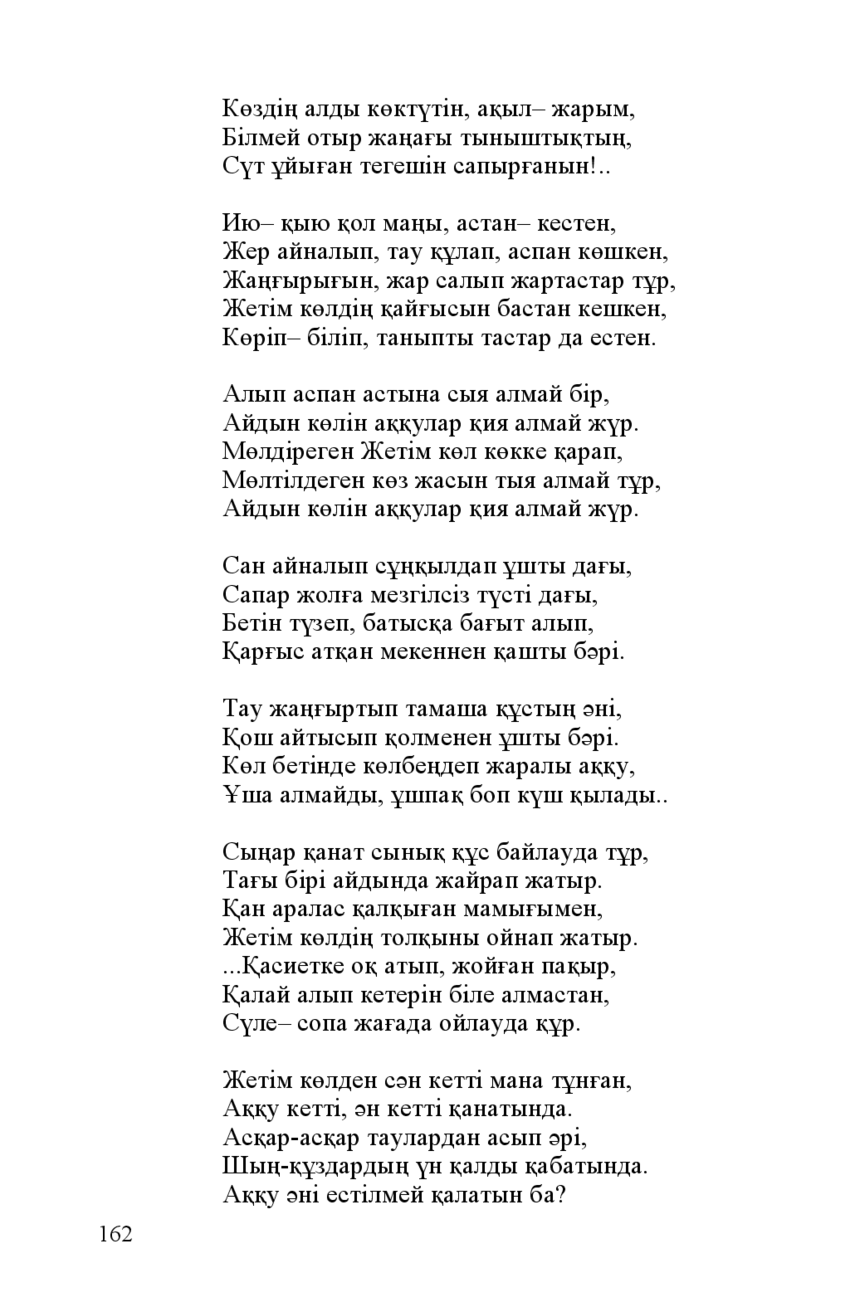 Көздің алды көктүтін, ақыл– жарым,
Білмей отыр жаңағы тыныштықтың,
Сүт ұйыған тегешін сапырғанын!..
Ию– қыю қол маңы, астан– кестен,
Жер айналып, тау құлап, аспан көшкен,
Жаңғырығын, жар салып жартастар тұр,
Жетім көлдің қайғысын бастан кешкен,
Көріп– біліп, таныпты тастар да естен.
Алып аспан астына сыя алмай бір,
Айдын көлін аққулар қия алмай жүр.
Мөлдіреген Жетім көл көкке қарап,
Мөлтілдеген көз жасын тыя алмай тұр,
Айдын көлін аққулар қия алмай жүр.
Сан айналып сұңқылдап ұшты дағы,
Сапар жолға мезгілсіз түсті дағы,
Бетін түзеп, батысқа бағыт алып,
Қарғыс атқан мекеннен қашты бәрі.
Тау жаңғыртып тамаша құстың әні,
Қош айтысып қолменен ұшты бәрі.
Көл бетінде көлбеңдеп жаралы аққу,
Ұша алмайды, ұшпақ боп күш қылады..
Сыңар қанат сынық құс байлауда тұр,
Тағы бірі айдында жайрап жатыр.
Қан аралас қалқыған мамығымен,
Жетім көлдің толқыны ойнап жатыр.
...Қасиетке оқ атып, жойған пақыр,
Қалай алып кетерін біле алмастан,
Сүле– сопа жағада ойлауда құр.
Жетім көлден сән кетті мана тұнған,
Аққу кетті, ән кетті қанатында.
Асқар-асқар таулардан асып әрі,
Шың-құздардың үн қалды қабатында.
Аққу әні естілмей қалатын ба?
162